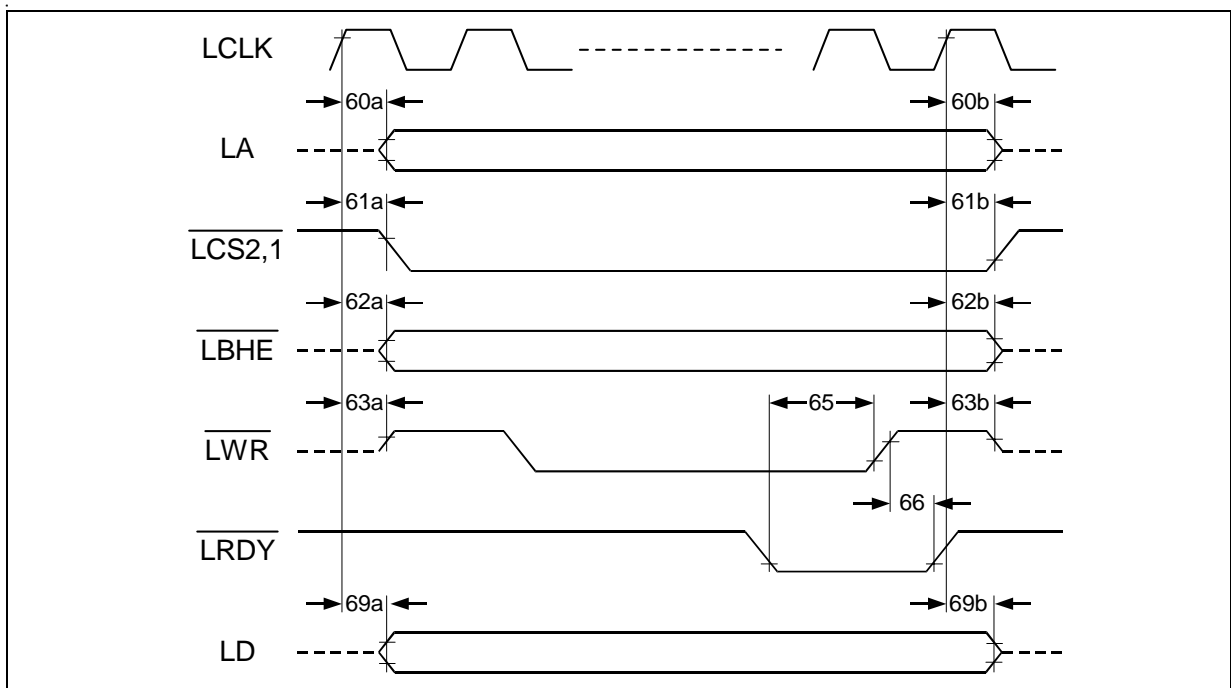 LCLK
60a 60b
LA
61a 61b
LCS2,1
62a 62b
LBHE
63a 65 63b
LWR
66
LRDY
69a 69b
LD